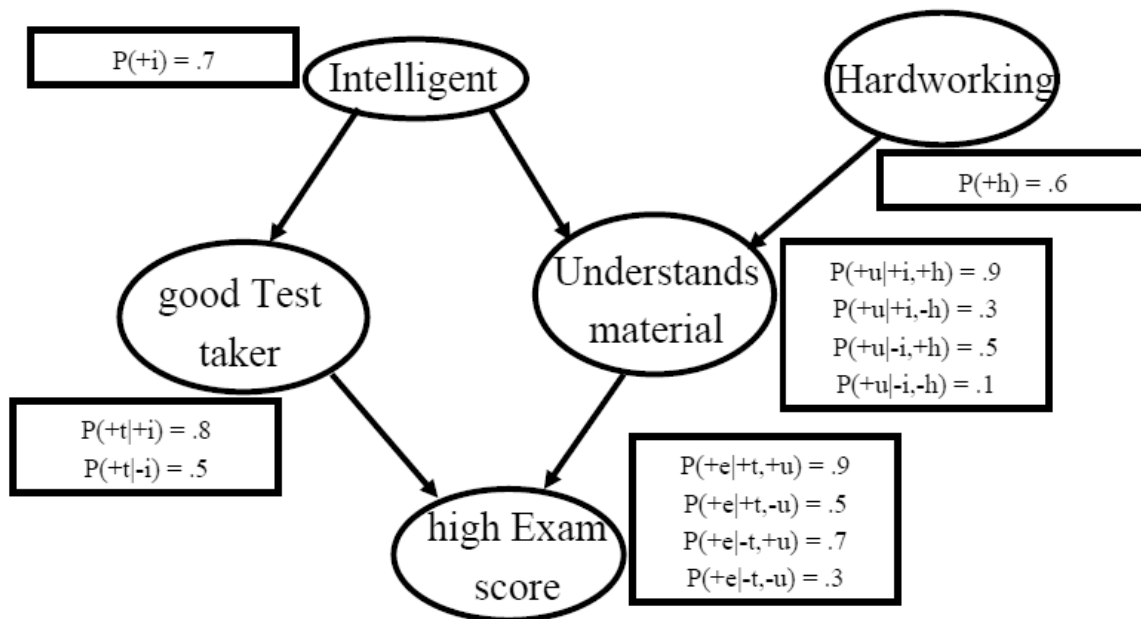 P(+i) = .7
Intelligent
Hardworking
P(+h) = .6
good Test
taker
Understands
material
P(+u|+i,+h) = .9
P(+u|+i,-h) = .3
P(+u|-i,+h) = .5
P(+u|-i,-h) = .1
P(+t|+i) = .8
P(+t|-i) = .5
high Exam
score
P(+e|+t,+u) = .9
P(+e|+t,-u) = .5
P(+e|-t,+u) = .7
P(+e|-t,-u) = .3